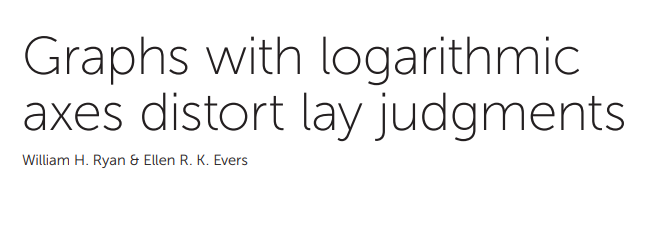 Graphs with logarithmic
axes distort lay judgments
William H. Ryan & Ellen R. K. Evers